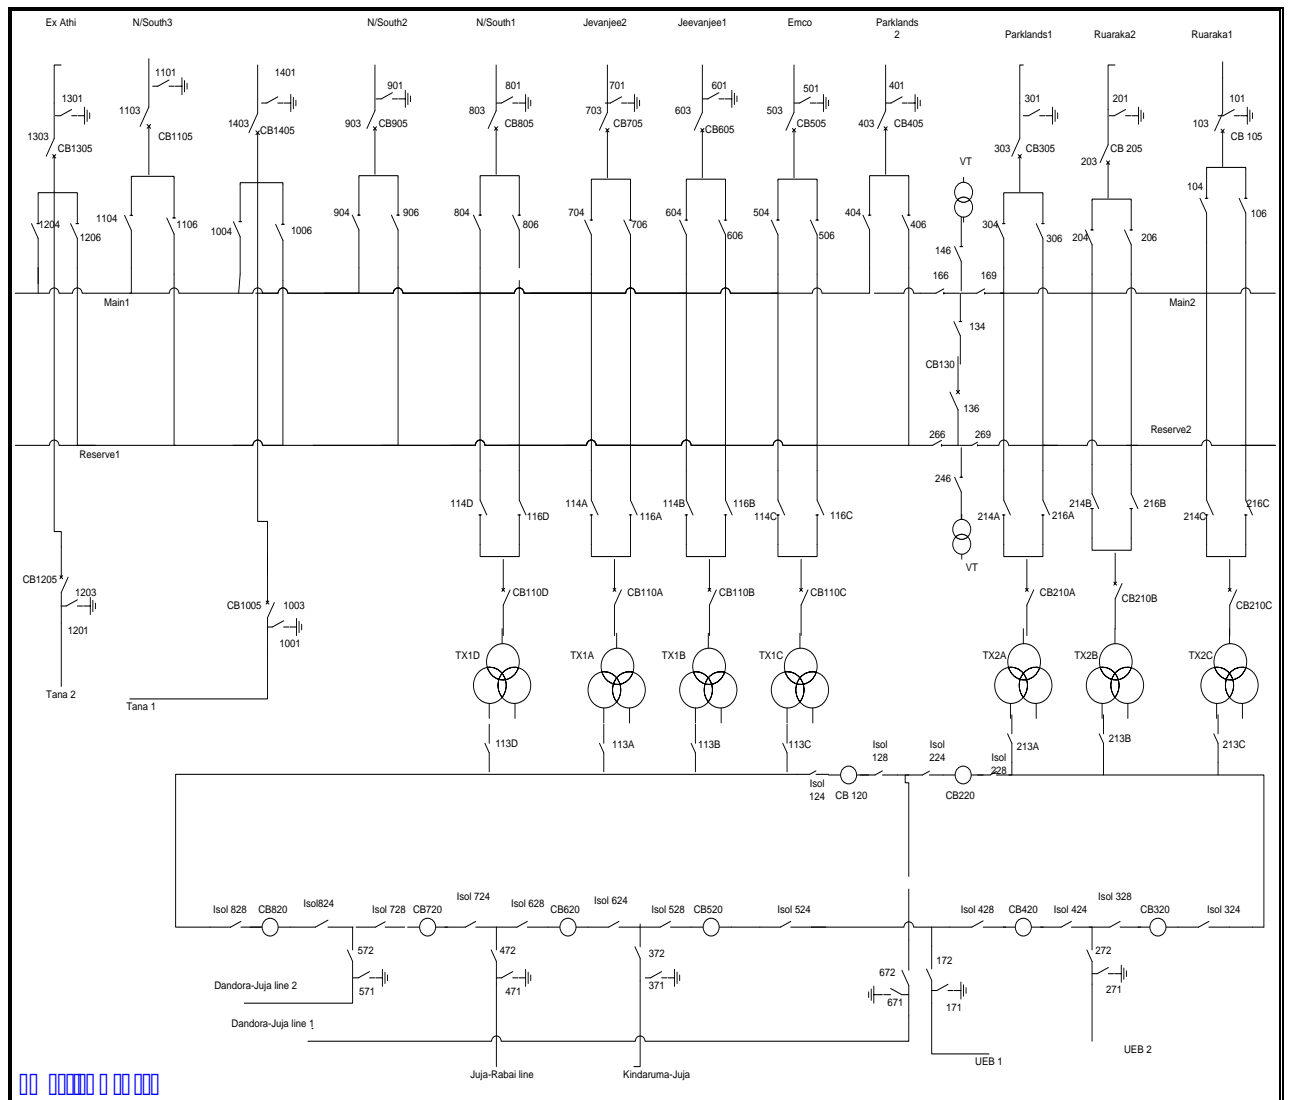 Ex Athi
N/South3
N/South2
N/South1
Jevanjee2
Jeevanjee1
Emco
Parklands
2
Parklands1
Ruaraka2
Ruaraka1
1301
1303
CB1305
1101
1103
CB1105
1401
1403
CB1405
901
903
CB905
801
803
CB805
701
703
CB705
601
603
CB605
501
503
CB505
401
403
CB405
301
303
CB305
201
203
CB 205
101
103
CB 105
1204
1206
1104
1106
1004
1006
904
906
804
806
704
706
604
606
504
506
404
406
VT
146
166
169
304
306
204
206
104
106
Main1
Main2
134
CB130
136
Reserve1
266
269
Reserve2
246
VT
114D
116D
114A
116A
114B
116B
114C
116C
214A
216A
214B
216B
214C
216C
CB1205
1203
1201
Tana 2
CB1005
1003
1001
Tana 1
CB110D
CB110A
CB110B
CB110C
CB210A
CB210B
CB210C
TX1D
TX1A
TX1B
TX1C
TX2A
TX2B
TX2C
113D
113A
113B
113C
213A
213B
213C
Isol
124
CB 120
Isol
128
Isol
224
CB220
Isol
228
Isol 828
CB820
Isol824
Isol 728
CB720
Isol 724
Isol 628
CB620
Isol 624
Isol 528
CB520
Isol 524
Isol 428
CB420
Isol 424
Isol 328
CB320
Isol 324
572
571
472
471
372
371
672
671
172
171
272
271
Dandora-Juja line 2
Dandora-Juja line 1
Juja-Rabai line
Kindaruma-Juja
UEB 1
UEB 2